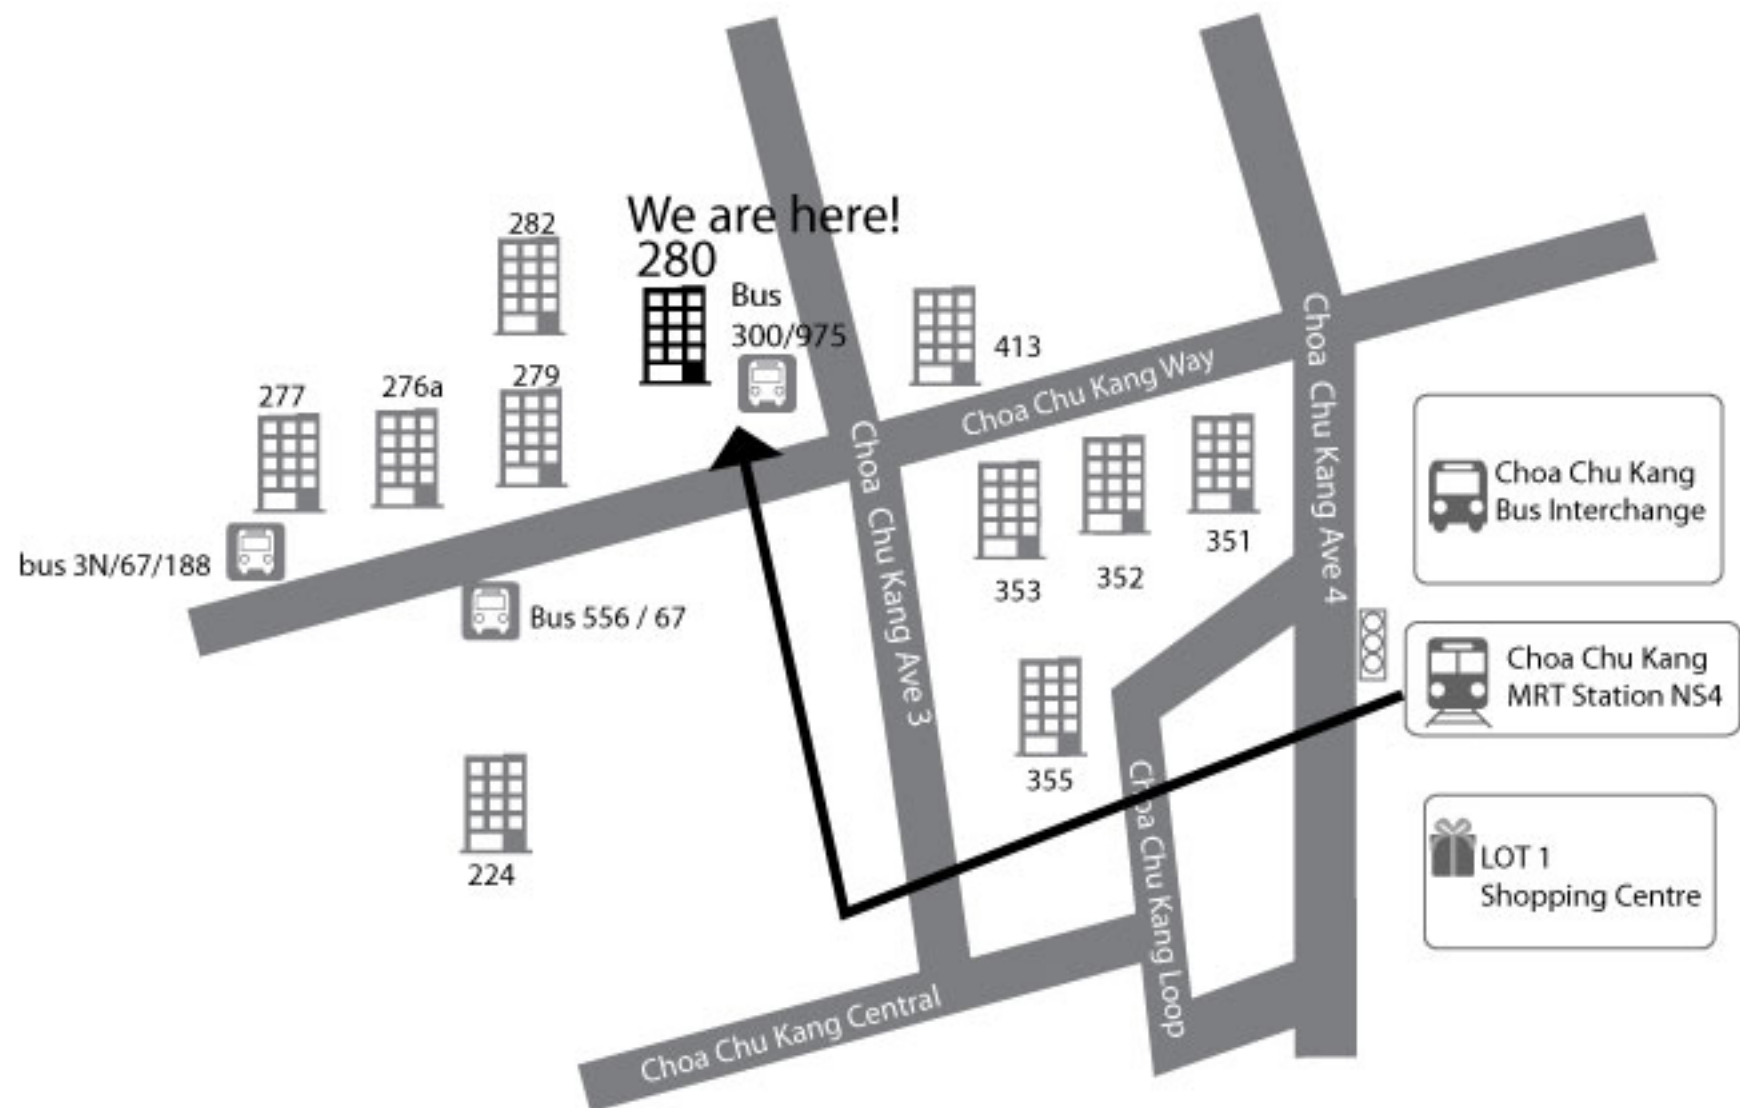 We are here!
280
282
Bus
300/975
413
277
276a
279
Choa Chu Kang Way
353
352
351
bus 3N/67/188
Bus 556 / 67
Choa Chu Kang Ave 3
Choa Chu Kang Ave 4
Choa Chu Kang
Bus Interchange
Choa Chu Kang
MRT Station NS4
355
224
Choa Chu Kang Loop
LOT 1
Shopping Centre
Choa Chu Kang Central